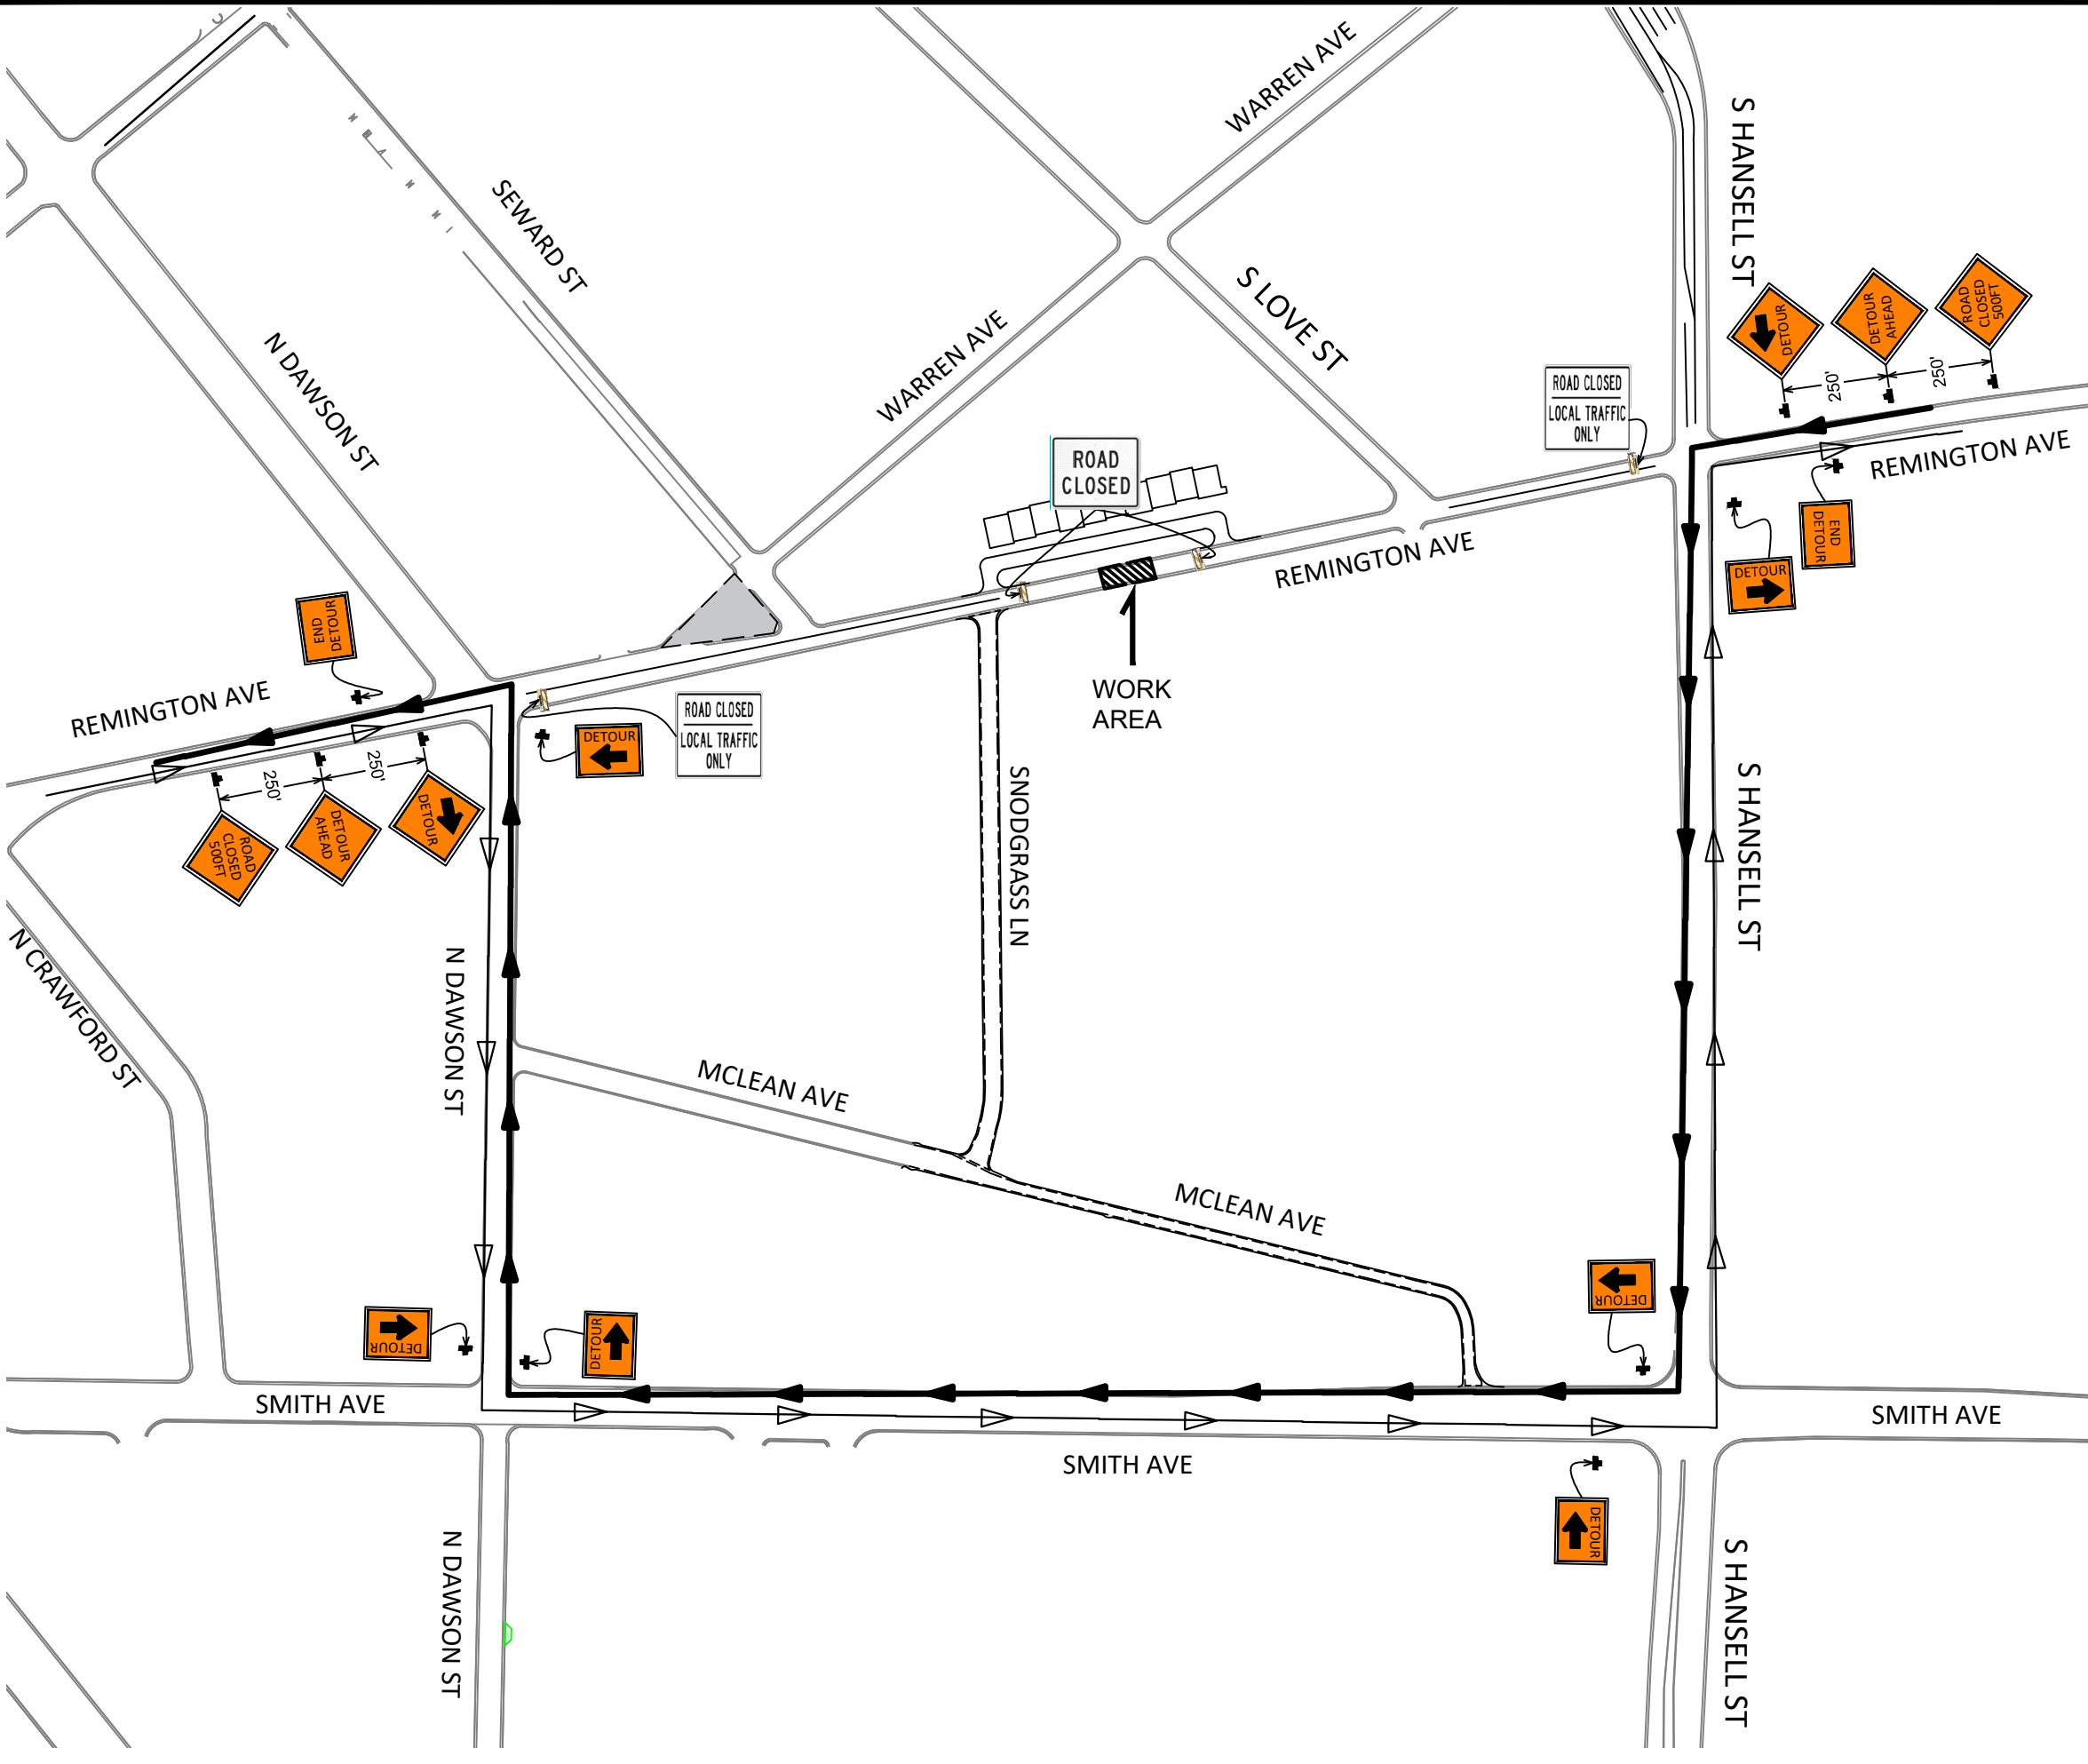 WARREN AVE
S HANSELL ST
SEWARD ST
S LOVE ST
N DAWSON ST
WARREN AVE
DETOUR
DETOUR
AHEAD
ROAD
CLOSED
500FT
250'
250'
ROAD CLOSED
LOCAL TRAFFIC
ONLY
ROAD
CLOSED
REMINGTON AVE
REMINGTON AVE
END
DETOUR
DETOUR
END
DETOUR
REMINGTON AVE
WORK
AREA
ROAD CLOSED
LOCAL TRAFFIC
ONLY
DETOUR
250'
250'
DETOUR
DETOUR
AHEAD
ROAD
CLOSED
500FT
SNODGRASS LN
S HANSELL ST
N CRAWFORD ST
N DAWSON ST
MCLEAN AVE
MCLEAN AVE
DETOUR
DETOUR
DETOUR
SMITH AVE
SMITH AVE
SMITH AVE
DETOUR
N DAWSON ST
S HANSELL ST